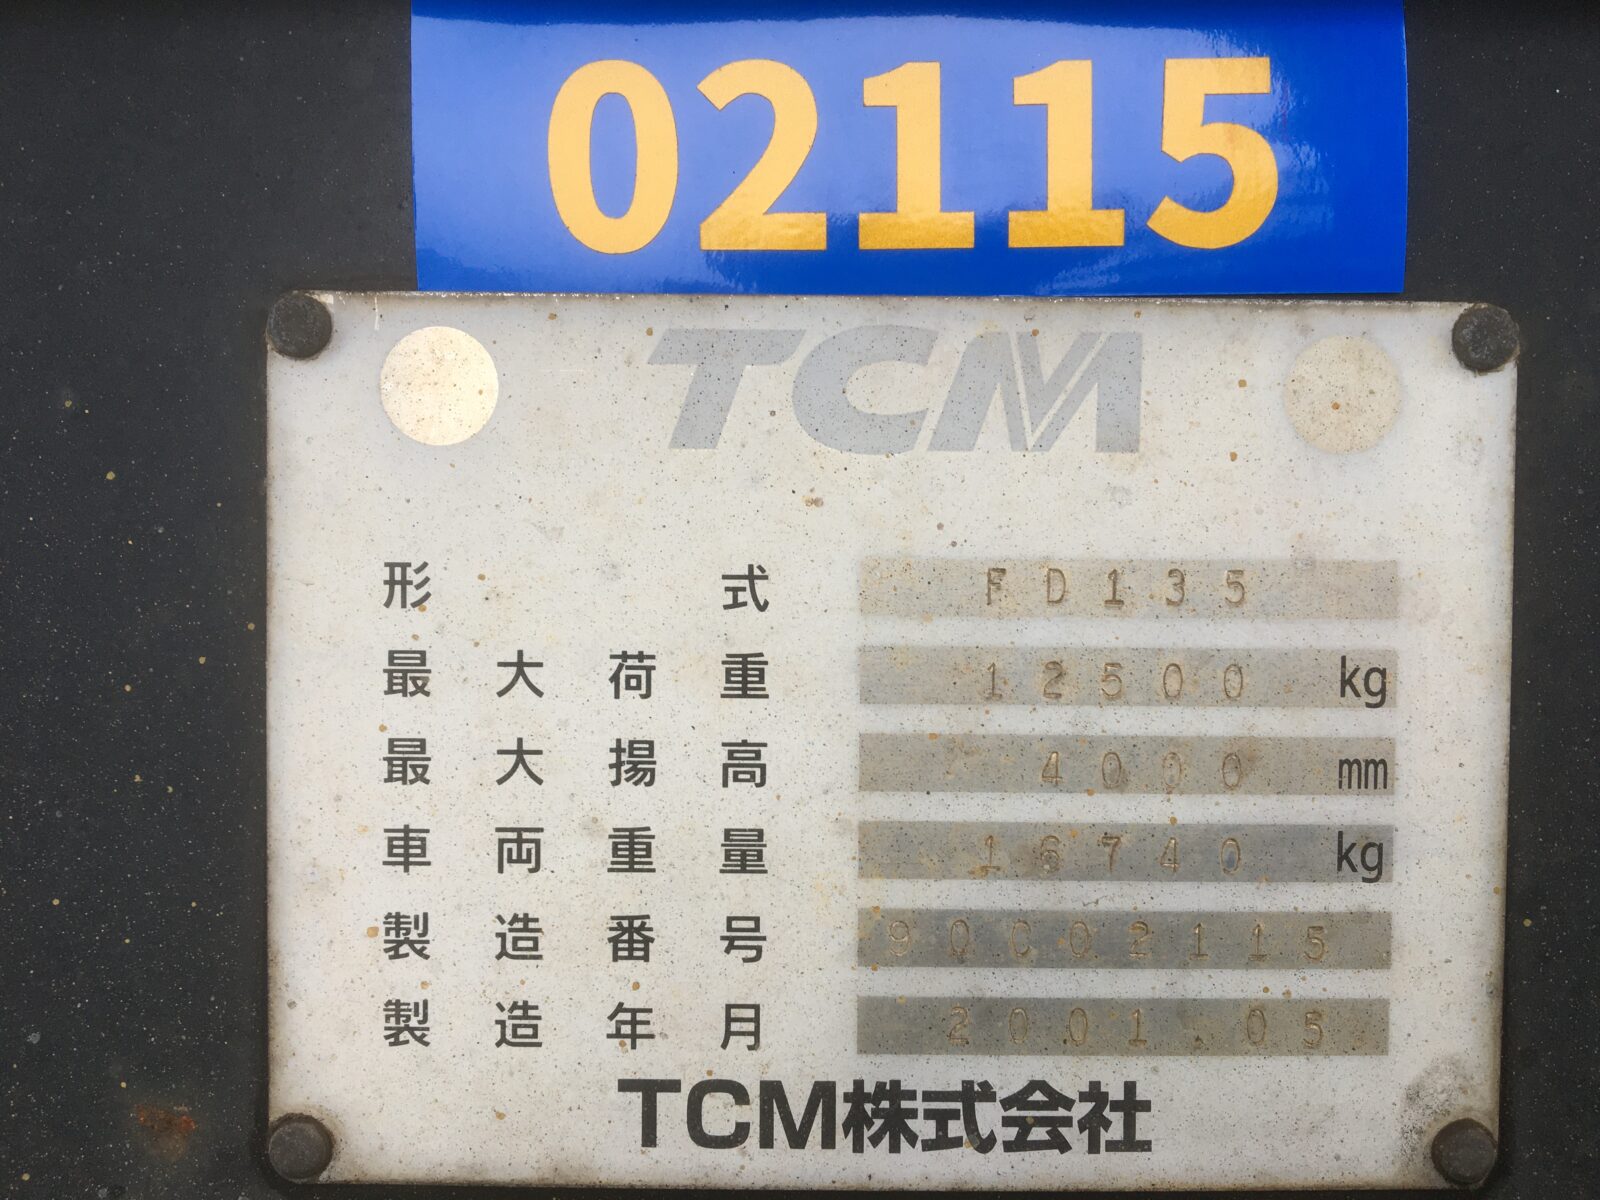 02115
TCM
形式 FD135
最大荷重 12500 kg
最大揚高 4000 mm
車両重量 16740 kg
製造番号 9QC02115
製造年月 2001.05
TCM株式会社